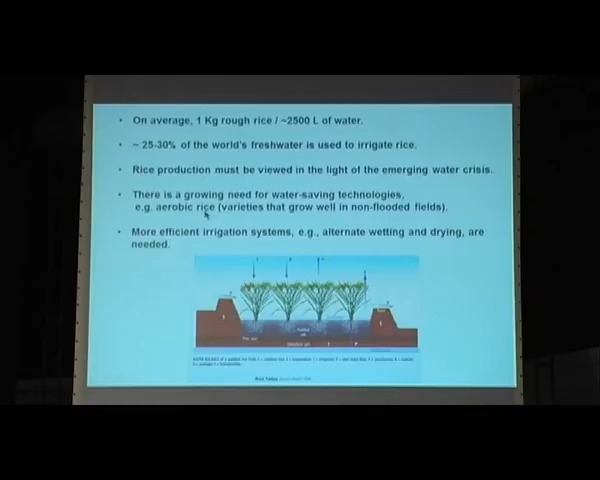 On average, 1 Kg rough rice / ~2500 L of water.
~ 25-30% of the world's freshwater is used to irrigate rice.
Rice production must be viewed in the light of the emerging water crisis.
There is a growing need for water-saving technologies,
e.g. aerobic rice (varieties that grow well in non-flooded fields).
More efficient irrigation systems, e.g., alternate wetting and drying, are
needed.
Rice Today